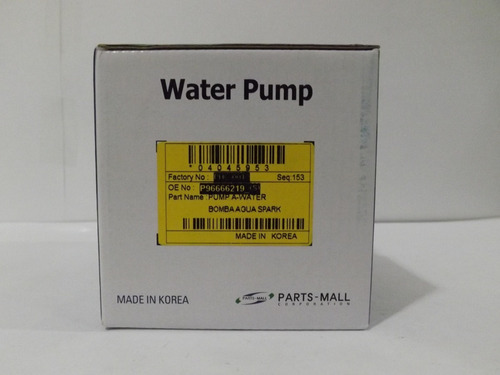 Water Pump
*04045953
Factory No :
Seq:153
OE No : P96666219
Part Name : PUMP A-WATER
BOMBA AGUA SPARK
MADE IN KOREA
MADE IN KOREA
PARTS-MALL
PARTS-MALL
CORPORATION